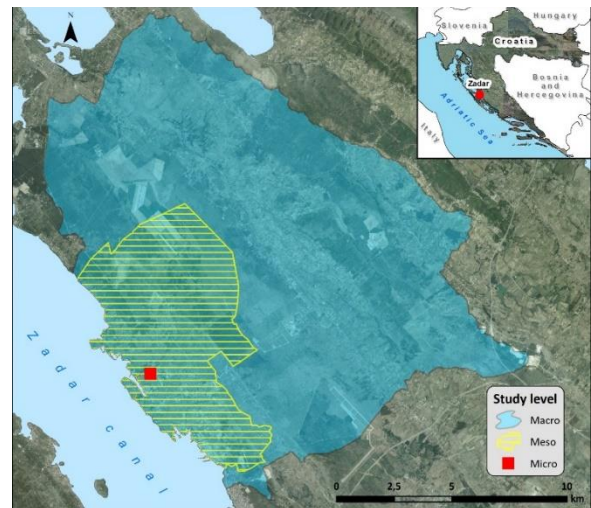 N
Slovenia
Hungary
Croatia
Zadar
Bosnia
and
Hercegovina
Adriatic Sea
Italy
Zadar canal
Study level
Macro
Meso
Micro
0 2,5 5 10
km